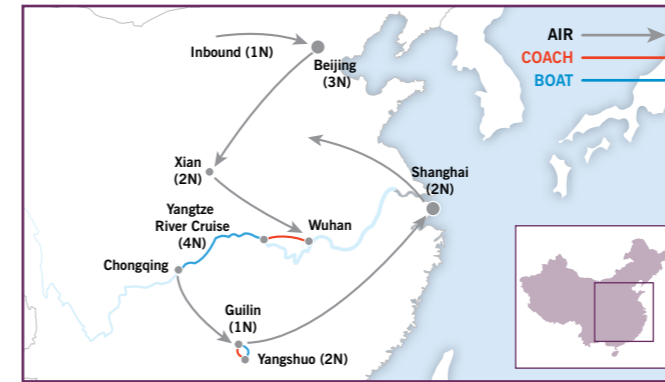 Inbound (1N)
Beijing
(3N)
AIR
COACH
BOAT
Xian
(2N)
Shanghai
(2N)
Yangtze
River Cruise
(4N)
Wuhan
Chongqing
Guilin
(1N)
Yangshuo (2N)